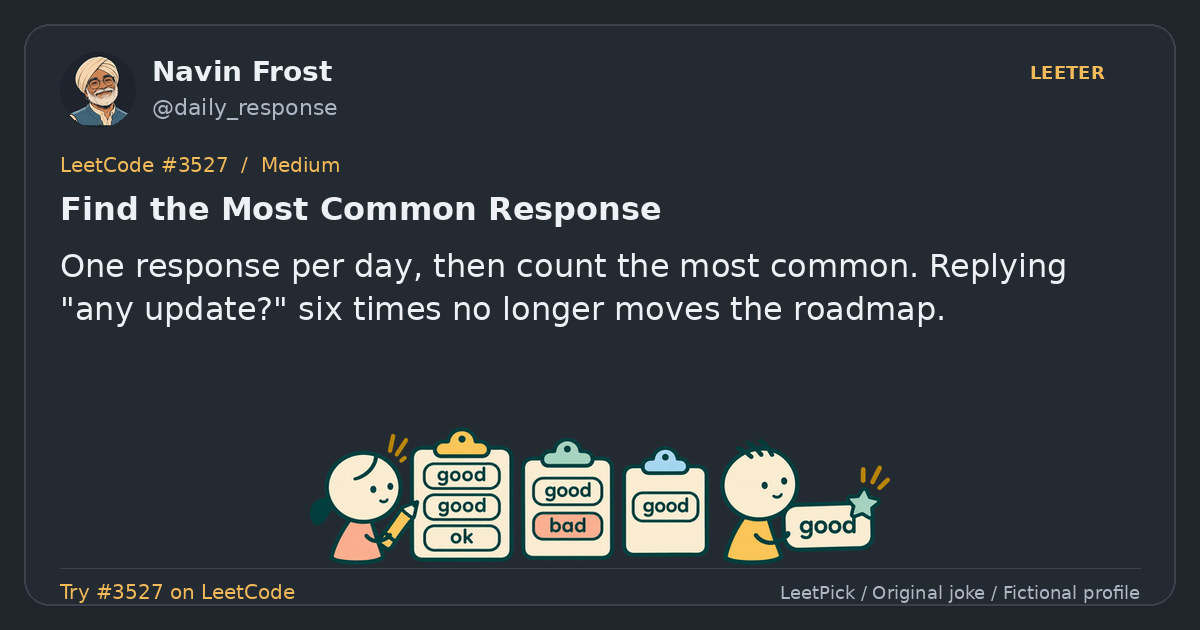 Navin Frost
@daily_response
LEETER
LeetCode #3527 / Medium
Find the Most Common Response
One response per day, then count the most common. Replying
"any update?" six times no longer moves the roadmap.
good
good
ok
good
bad
good
good
Try #3527 on LeetCode
LeetPick / Original joke / Fictional profile